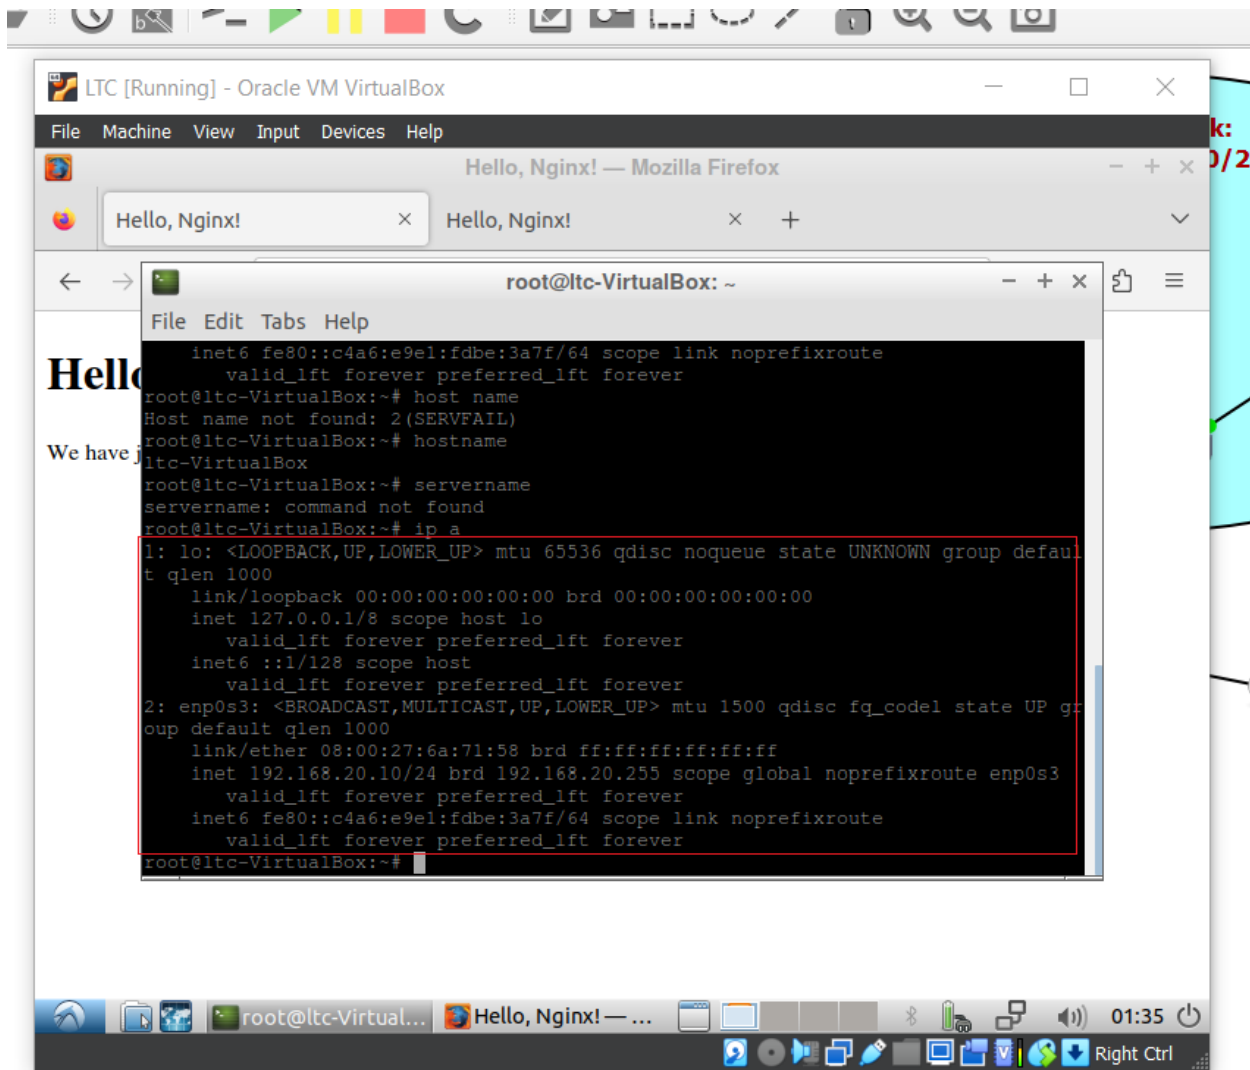 LTC [Running] - Oracle VM VirtualBox
k:
File Machine View Input Devices Help
0/2
Hello, Nginx! — Mozilla Firefox
Hello, Nginx!
Hello, Nginx!
root@ltc-VirtualBox: ~
File Edit Tabs Help
inet6 fe80::c4a6:e9e1:fdbe:3a7f/64 scope link noprefixroute
valid_lft forever preferred_lft forever
root@ltc-VirtualBox:~# host name
Host name not found: 2(SERVFAIL)
root@ltc-VirtualBox:~# hostname
ltc-VirtualBox
root@ltc-VirtualBox:~# servername
servername: command not found
root@ltc-VirtualBox:~# ip a
1: lo: <LOOPBACK,UP,LOWER_UP> mtu 65536 qdisc noqueue state UNKNOWN group defaul
t qlen 1000
link/loopback 00:00:00:00:00:00 brd 00:00:00:00:00:00
inet 127.0.0.1/8 scope host lo
valid_lft forever preferred_lft forever
inet6 ::1/128 scope host
valid_lft forever preferred_lft forever
2: enp0s3: <BROADCAST,MULTICAST,UP,LOWER_UP> mtu 1500 qdisc fq_codel state UP gr
oup default qlen 1000
link/ether 08:00:27:6a:71:58 brd ff:ff:ff:ff:ff:ff
inet 192.168.20.10/24 brd 192.168.20.255 scope global noprefixroute enp0s3
valid_lft forever preferred_lft forever
inet6 fe80::c4a6:e9e1:fdbe:3a7f/64 scope link noprefixroute
valid_lft forever preferred_lft forever
root@ltc-VirtualBox:~#
Hello
We have j
root@ltc-Virtual...
Hello, Nginx! — ...
01:35
Right Ctrl